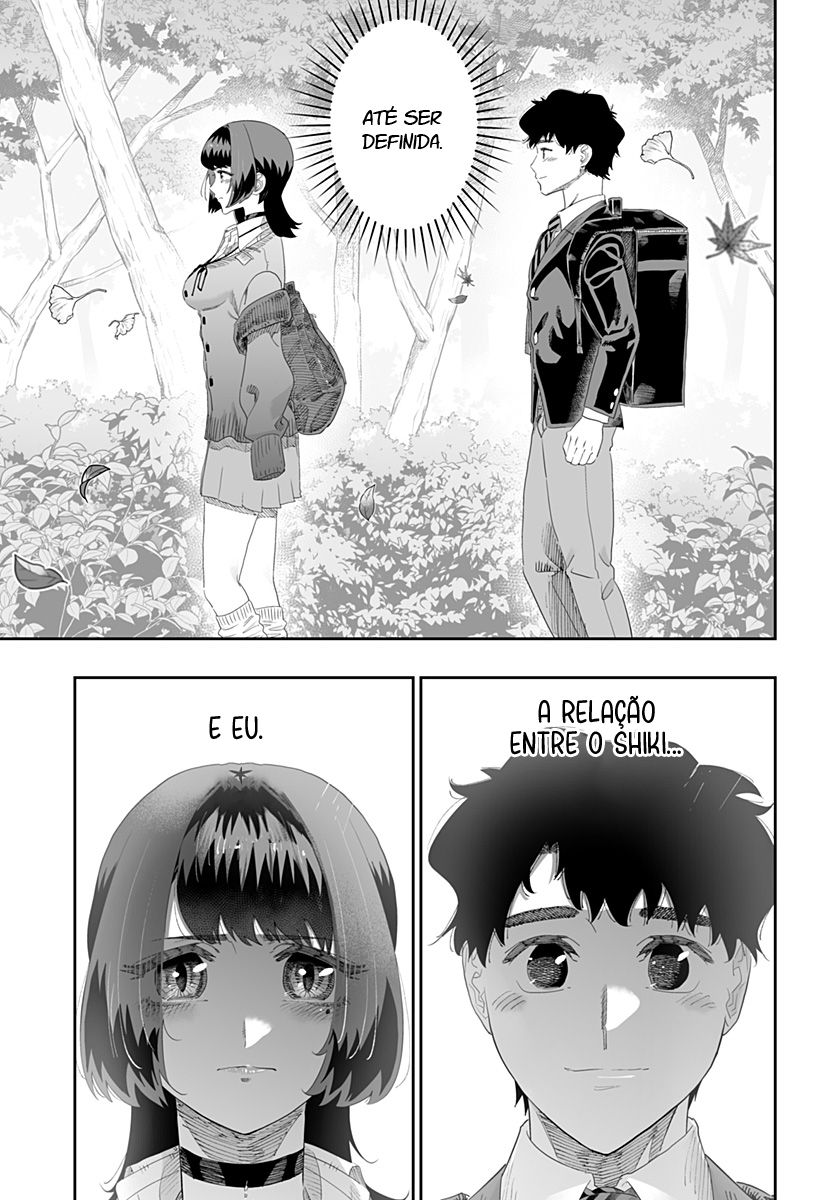 ATÉ SER
DEFINIDA.
A RELAÇÃO
ENTRE O SHIKI...
E EU.